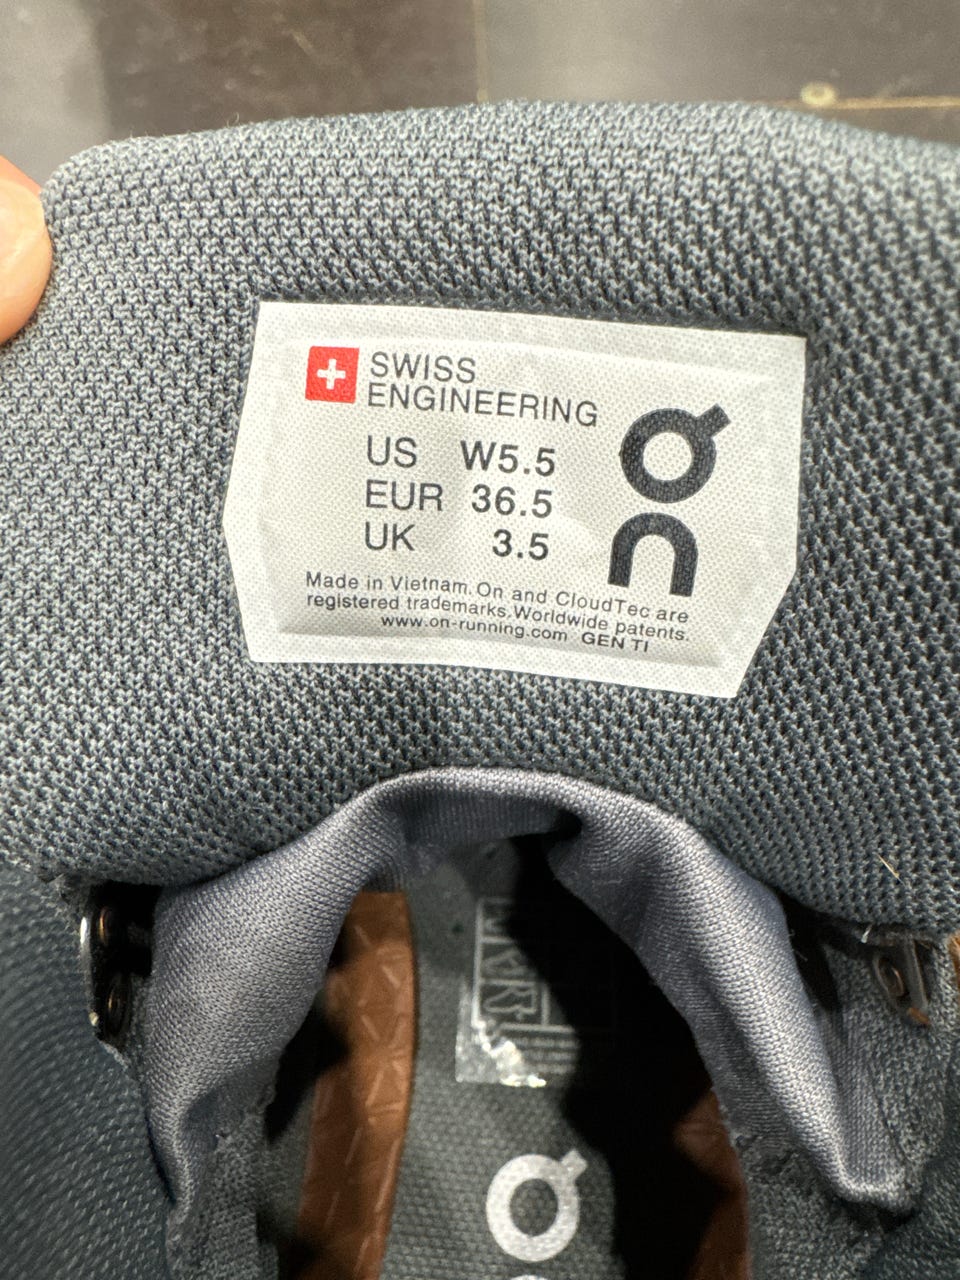 SWISS
ENGINEERING
On
US W5.5
EUR 36.5
UK 3.5
Made in Vietnam. On and CloudTec are
registered trademarks. Worldwide patents.
www.on-running.com GEN TI